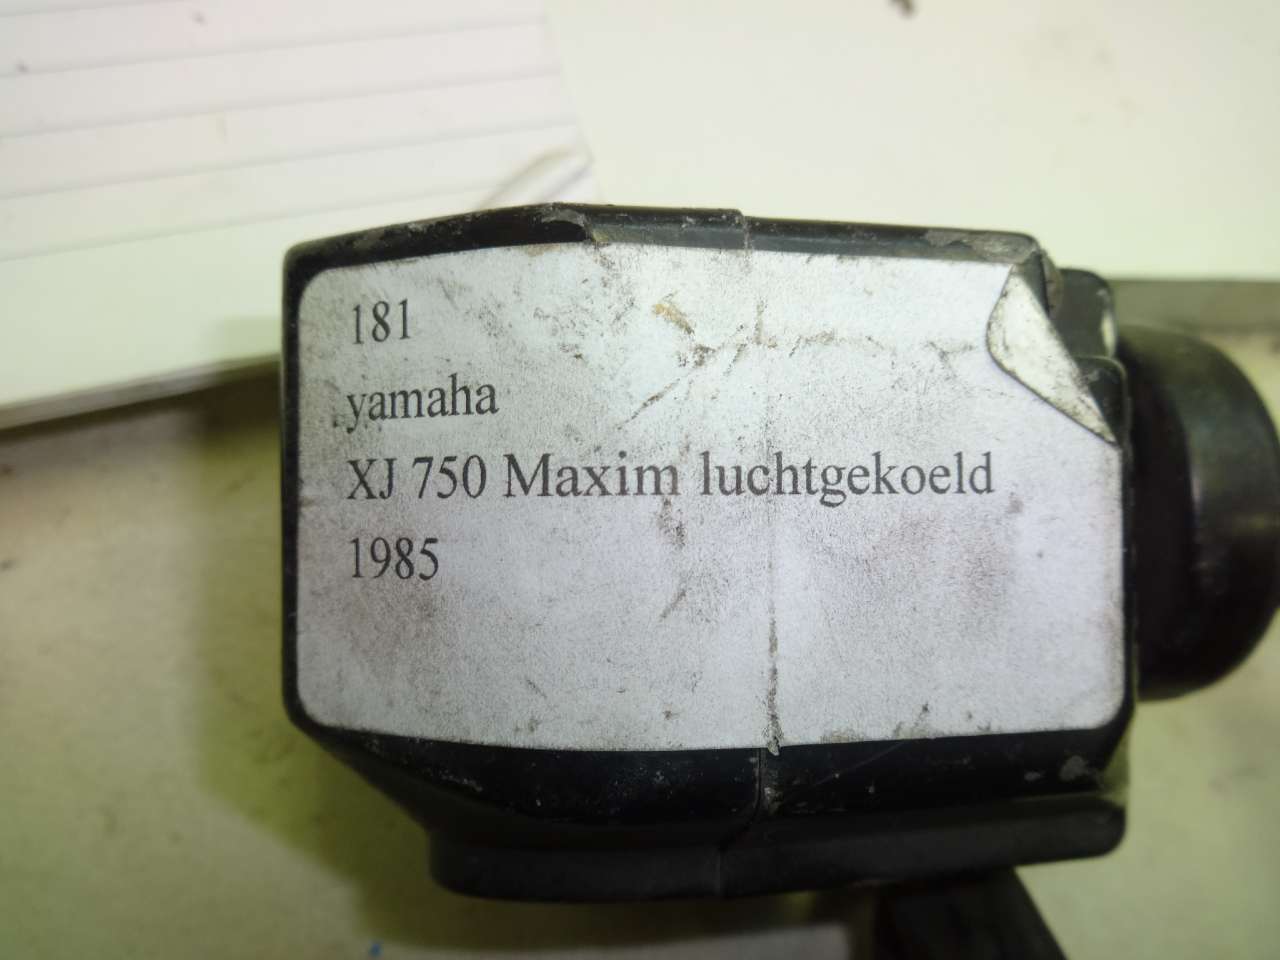 181
yamaha
XJ 750 Maxim luchtgekoeld
1985